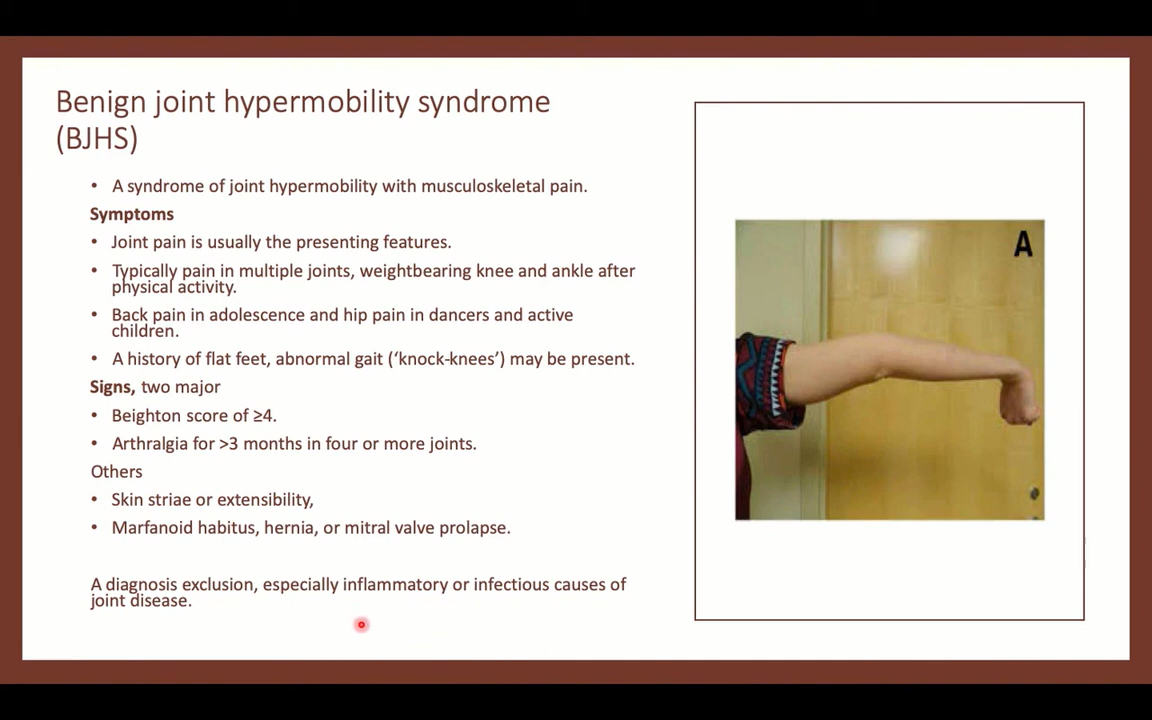 Benign joint hypermobility syndrome
(BJHS)
• A syndrome of joint hypermobility with musculoskeletal pain.
Symptoms
• Joint pain is usually the presenting features.
• Typically pain in multiple joints, weightbearing knee and ankle after
physical activity.
• Back pain in adolescence and hip pain in dancers and active
children.
• A history of flat feet, abnormal gait (‘knock-knees’) may be present.
Signs, two major
• Beighton score of ≥4.
• Arthralgia for >3 months in four or more joints.
Others
• Skin striae or extensibility,
• Marfanoid habitus, hernia, or mitral valve prolapse.
A diagnosis exclusion, especially inflammatory or infectious causes of
joint disease.
A